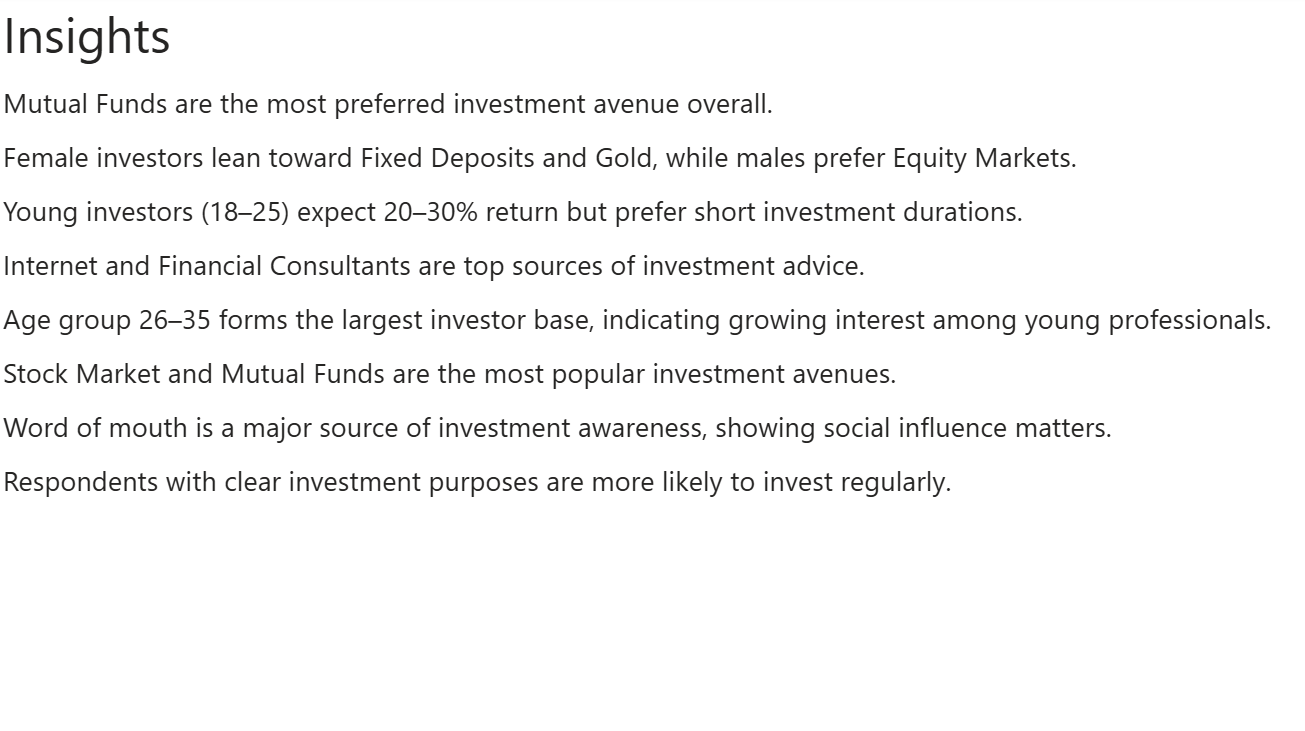 Insights
Mutual Funds are the most preferred investment avenue overall.
Female investors lean toward Fixed Deposits and Gold, while males prefer Equity Markets.
Young investors (18–25) expect 20–30% return but prefer short investment durations.
Internet and Financial Consultants are top sources of investment advice.
Age group 26–35 forms the largest investor base, indicating growing interest among young professionals.
Stock Market and Mutual Funds are the most popular investment avenues.
Word of mouth is a major source of investment awareness, showing social influence matters.
Respondents with clear investment purposes are more likely to invest regularly.